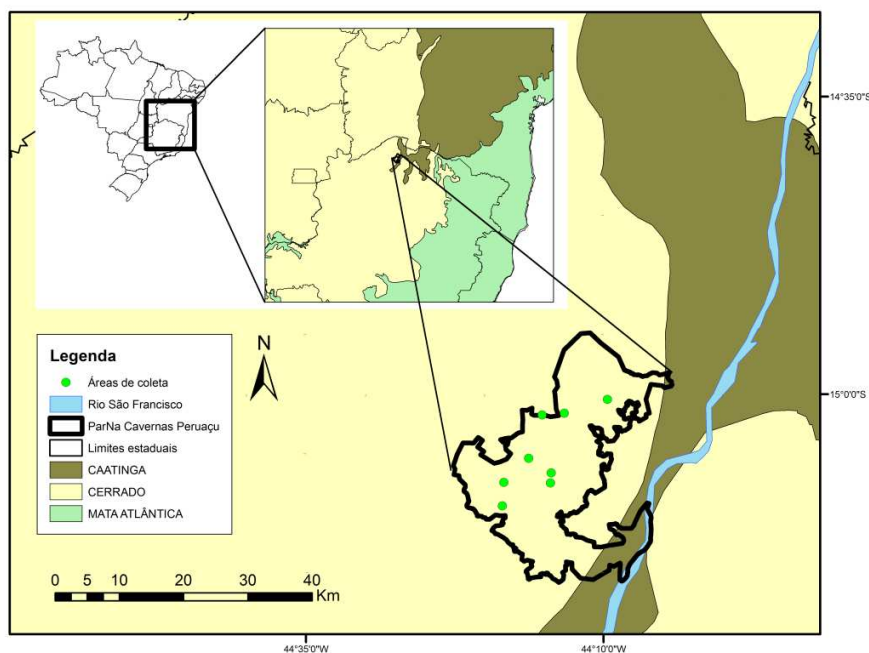 14°35'0"S
N
Legenda
Áreas de coleta
Rio São Francisco
ParNa Cavernas Peruaçu
Limites estaduais
CAATINGA
CERRADO
MATA ATLÂNTICA
15°0'0"S
0 5 10 20 30 40
Km
44°35'0"W 44°10'0"W